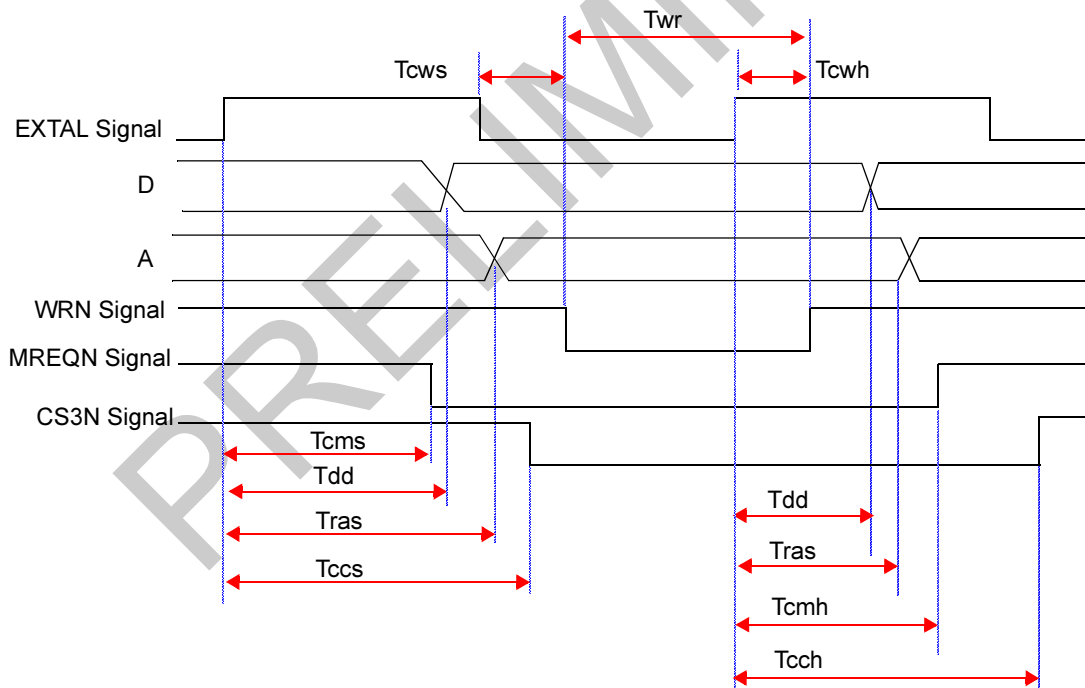 Twr
Tcws
Tcwh
EXTAL Signal
D
A
WRN Signal
MREQN Signal
CS3N Signal
Tcms
Tdd
Tdd
Tras
Tras
Tccs
Tcmh
Tcch